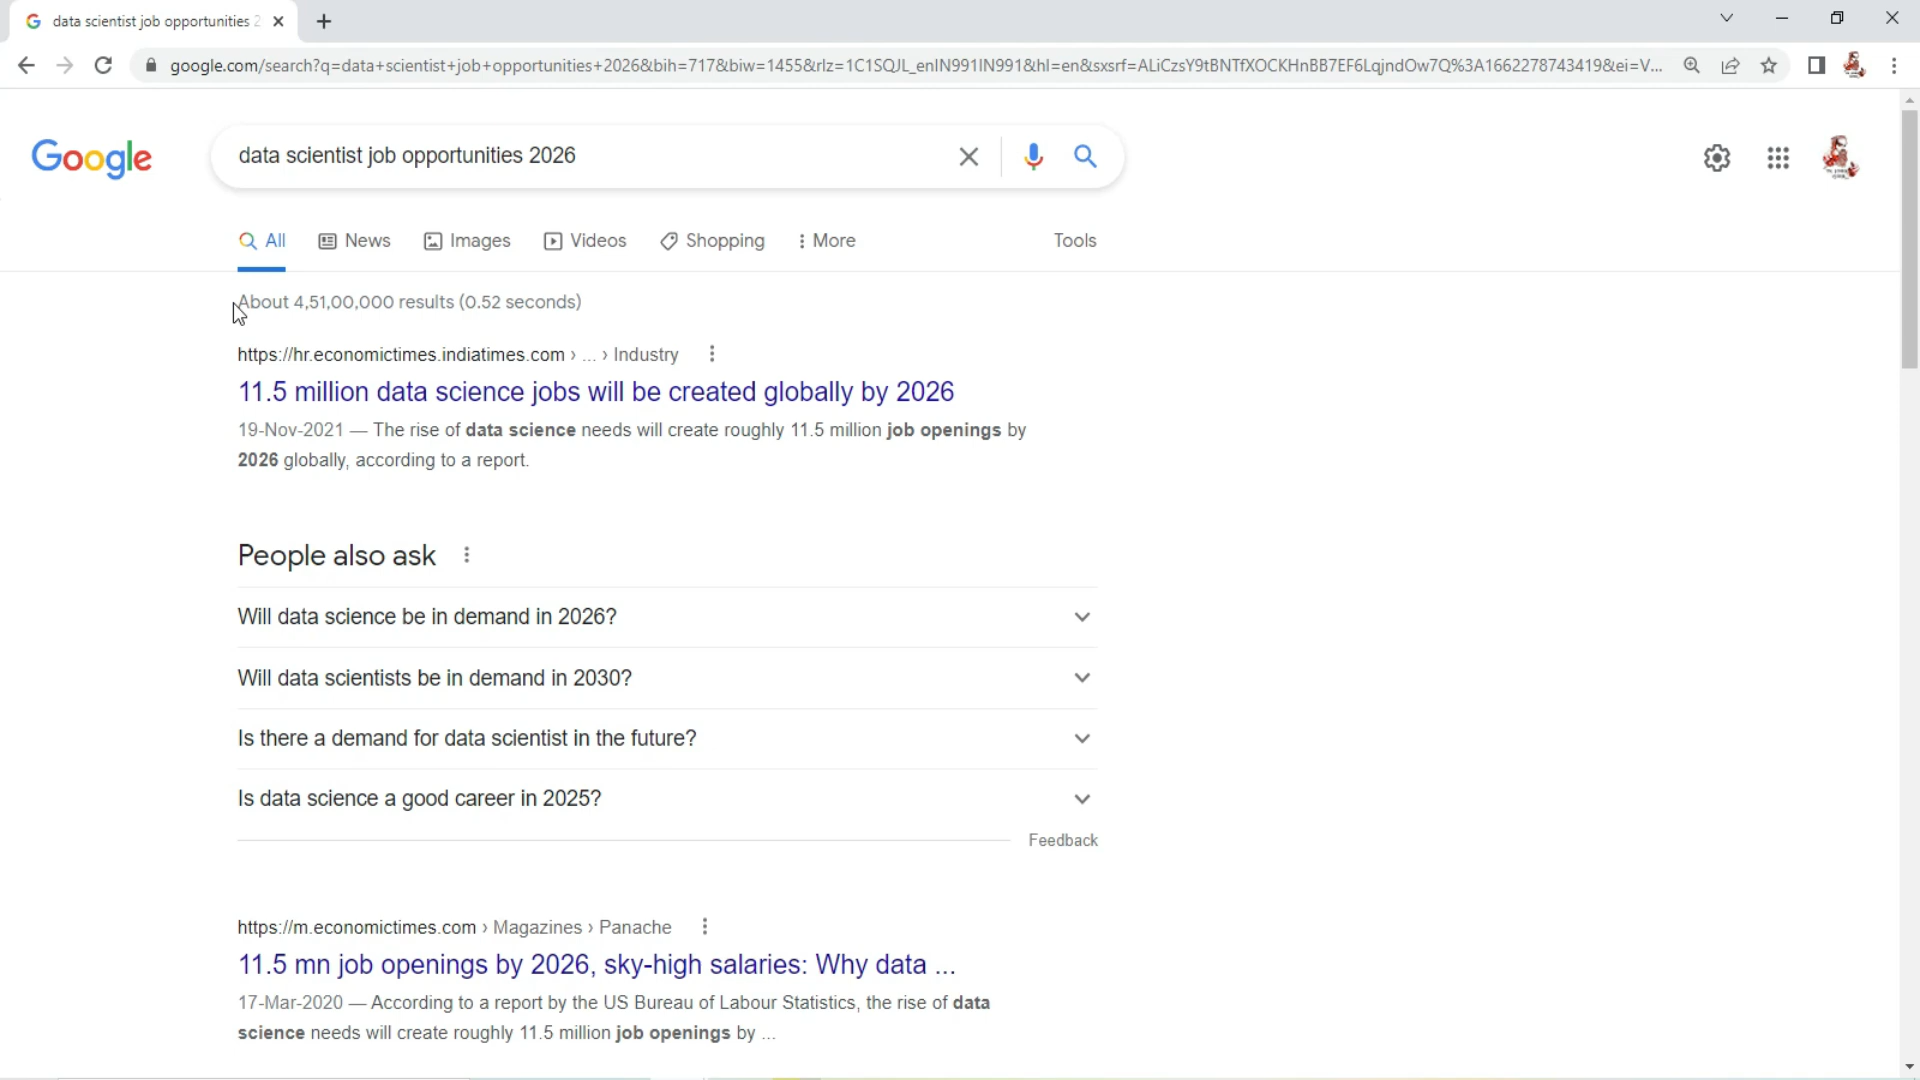 data scientist job opportunities 2
google.com/search?q=data+scientist+job+opportunities+2026&bih=717&biw=1455&rlz=1C1SQJL_enIN991IN991&hl=en&sxsrf=ALiCzsY9tBNTfXOCKHnBB7EF6LqjndOw7Q%3A1662278743419&ei=V...
Google
data scientist job opportunities 2026
All News Images Videos Shopping More Tools
About 4,51,00,000 results (0.52 seconds)
https://hr.economictimes.indiatimes.com › ... › Industry
11.5 million data science jobs will be created globally by 2026
19-Nov-2021 — The rise of data science needs will create roughly 11.5 million job openings by
2026 globally, according to a report.
People also ask
Will data science be in demand in 2026?
Will data scientists be in demand in 2030?
Is there a demand for data scientist in the future?
Is data science a good career in 2025?
Feedback
https://m.economictimes.com › Magazines › Panache
11.5 mn job openings by 2026, sky-high salaries: Why data ...
17-Mar-2020 — According to a report by the US Bureau of Labour Statistics, the rise of data
science needs will create roughly 11.5 million job openings by ...